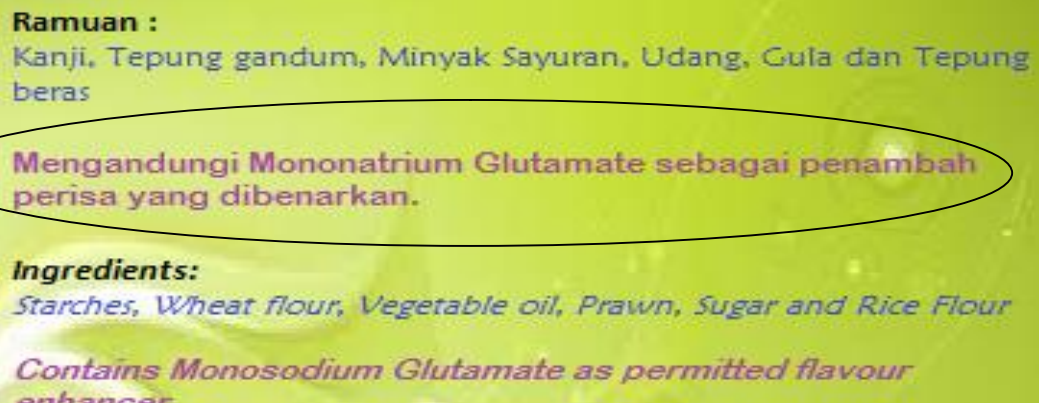 Ramuan :
Kanji, Tepung gandum, Minyak Sayuran, Udang, Gula dan Tepung
beras
Mengandungi Mononatrium Glutamate sebagai penambah
perisa yang dibenarkan.
Ingredients:
Starches, Wheat flour, Vegetable oil, Prawn, Sugar and Rice Flour
Contains Monosodium Glutamate as permitted flavour
enhancer